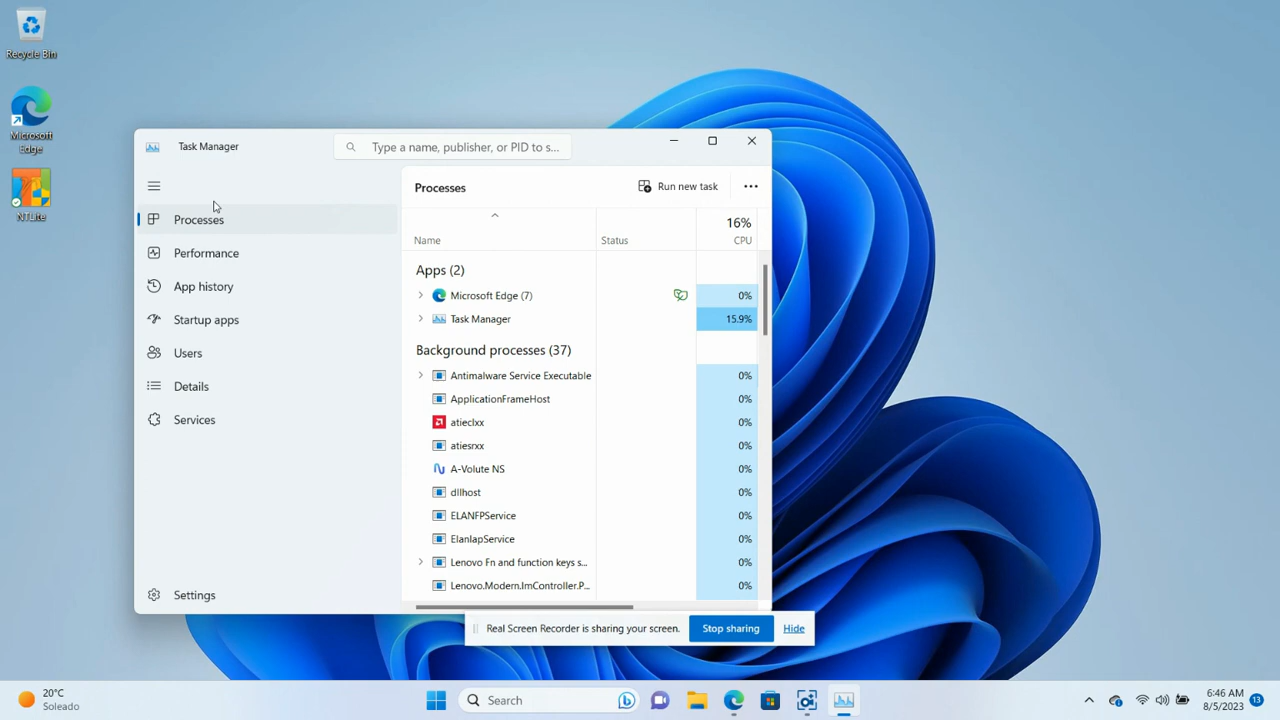 Recycle Bin
Microsoft
Edge
NTLite
Task Manager
Type a name, publisher, or PID to s...
Processes
Performance
App history
Startup apps
Users
Details
Services
Settings
Processes
Run new task
16%
Name
Status
CPU
Apps (2)
Microsoft Edge (7)
0%
Task Manager
15.9%
Background processes (37)
Antimalware Service Executable
0%
ApplicationFrameHost
0%
atieclxx
0%
atiesrxx
0%
A-Volute NS
0%
dllhost
0%
ELANFPService
0%
ElanIapService
0%
Lenovo Fn and function keys s...
0%
Lenovo.Modern.ImController.P...
0%
Real Screen Recorder is sharing your screen.
Stop sharing
Hide
20°C
Soleado
Search
6:46 AM
8/5/2023
13